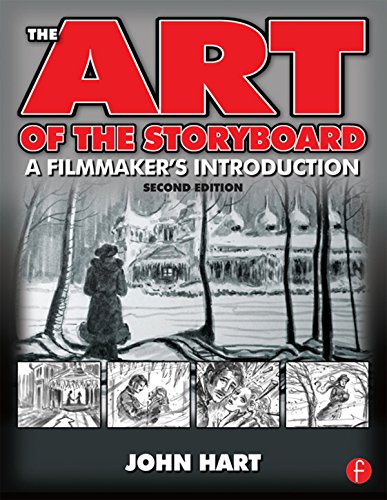 THE
ART
OF THE STORYBOARD
A FILMMAKER'S INTRODUCTION
SECOND EDITION
JOHN HART
f